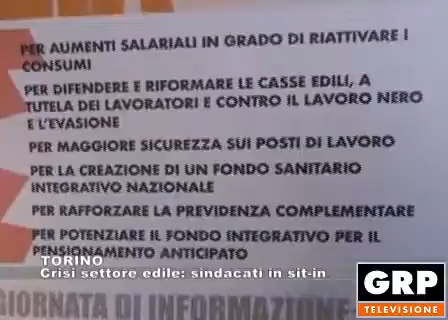 PER AUMENTI SALARIALI IN GRADO DI RIATTIVARE I
CONSUMI
PER DIFENDERE E RIFORMARE LE CASSE EDILI, A
TUTELA DEI LAVORATORI E CONTRO IL LAVORO NERO
E L'EVASIONE
PER MAGGIORE SICUREZZA SUI POSTI DI LAVORO
PER LA CREAZIONE DI UN FONDO SANITARIO
INTEGRATIVO NAZIONALE
PER RAFFORZARE LA PREVIDENZA COMPLEMENTARE
PER POTENZIARE IL FONDO INTEGRATIVO PER IL
PENSIONAMENTO ANTICIPATO
TORINO
Crisi settore edile: sindacati in sit-in
GIORNATA DI INFORMAZIONE
GRP
TELEVISIONE